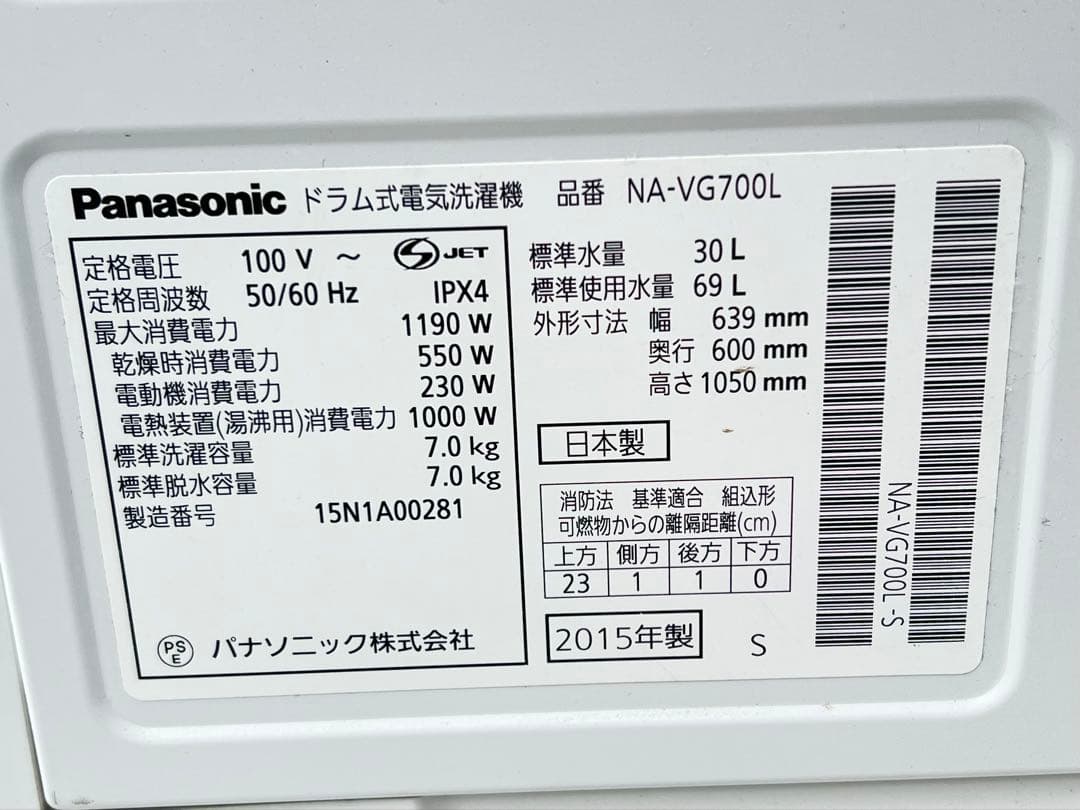 Panasonic ドラム式電気洗濯機 品番 NA-VG700L
定格電圧 100 V ～ S JET
定格周波数 50/60 Hz IPX4
最大消費電力 1190 W
乾燥時消費電力 550 W
電動機消費電力 230 W
電熱装置(湯沸用)消費電力 1000 W
標準洗濯容量 7.0 kg
標準脱水容量 7.0 kg
製造番号 15N1A00281
PS
E パナソニック株式会社
標準水量 30 L
標準使用水量 69 L
外形寸法 幅 639 mm
奥行 600 mm
高さ 1050 mm
日本製
消防法 基準適合 組込形
可燃物からの離隔距離(cm)
上方 側方 後方 下方
23 1 1 0
2015年製 S
NA-VG700L -S